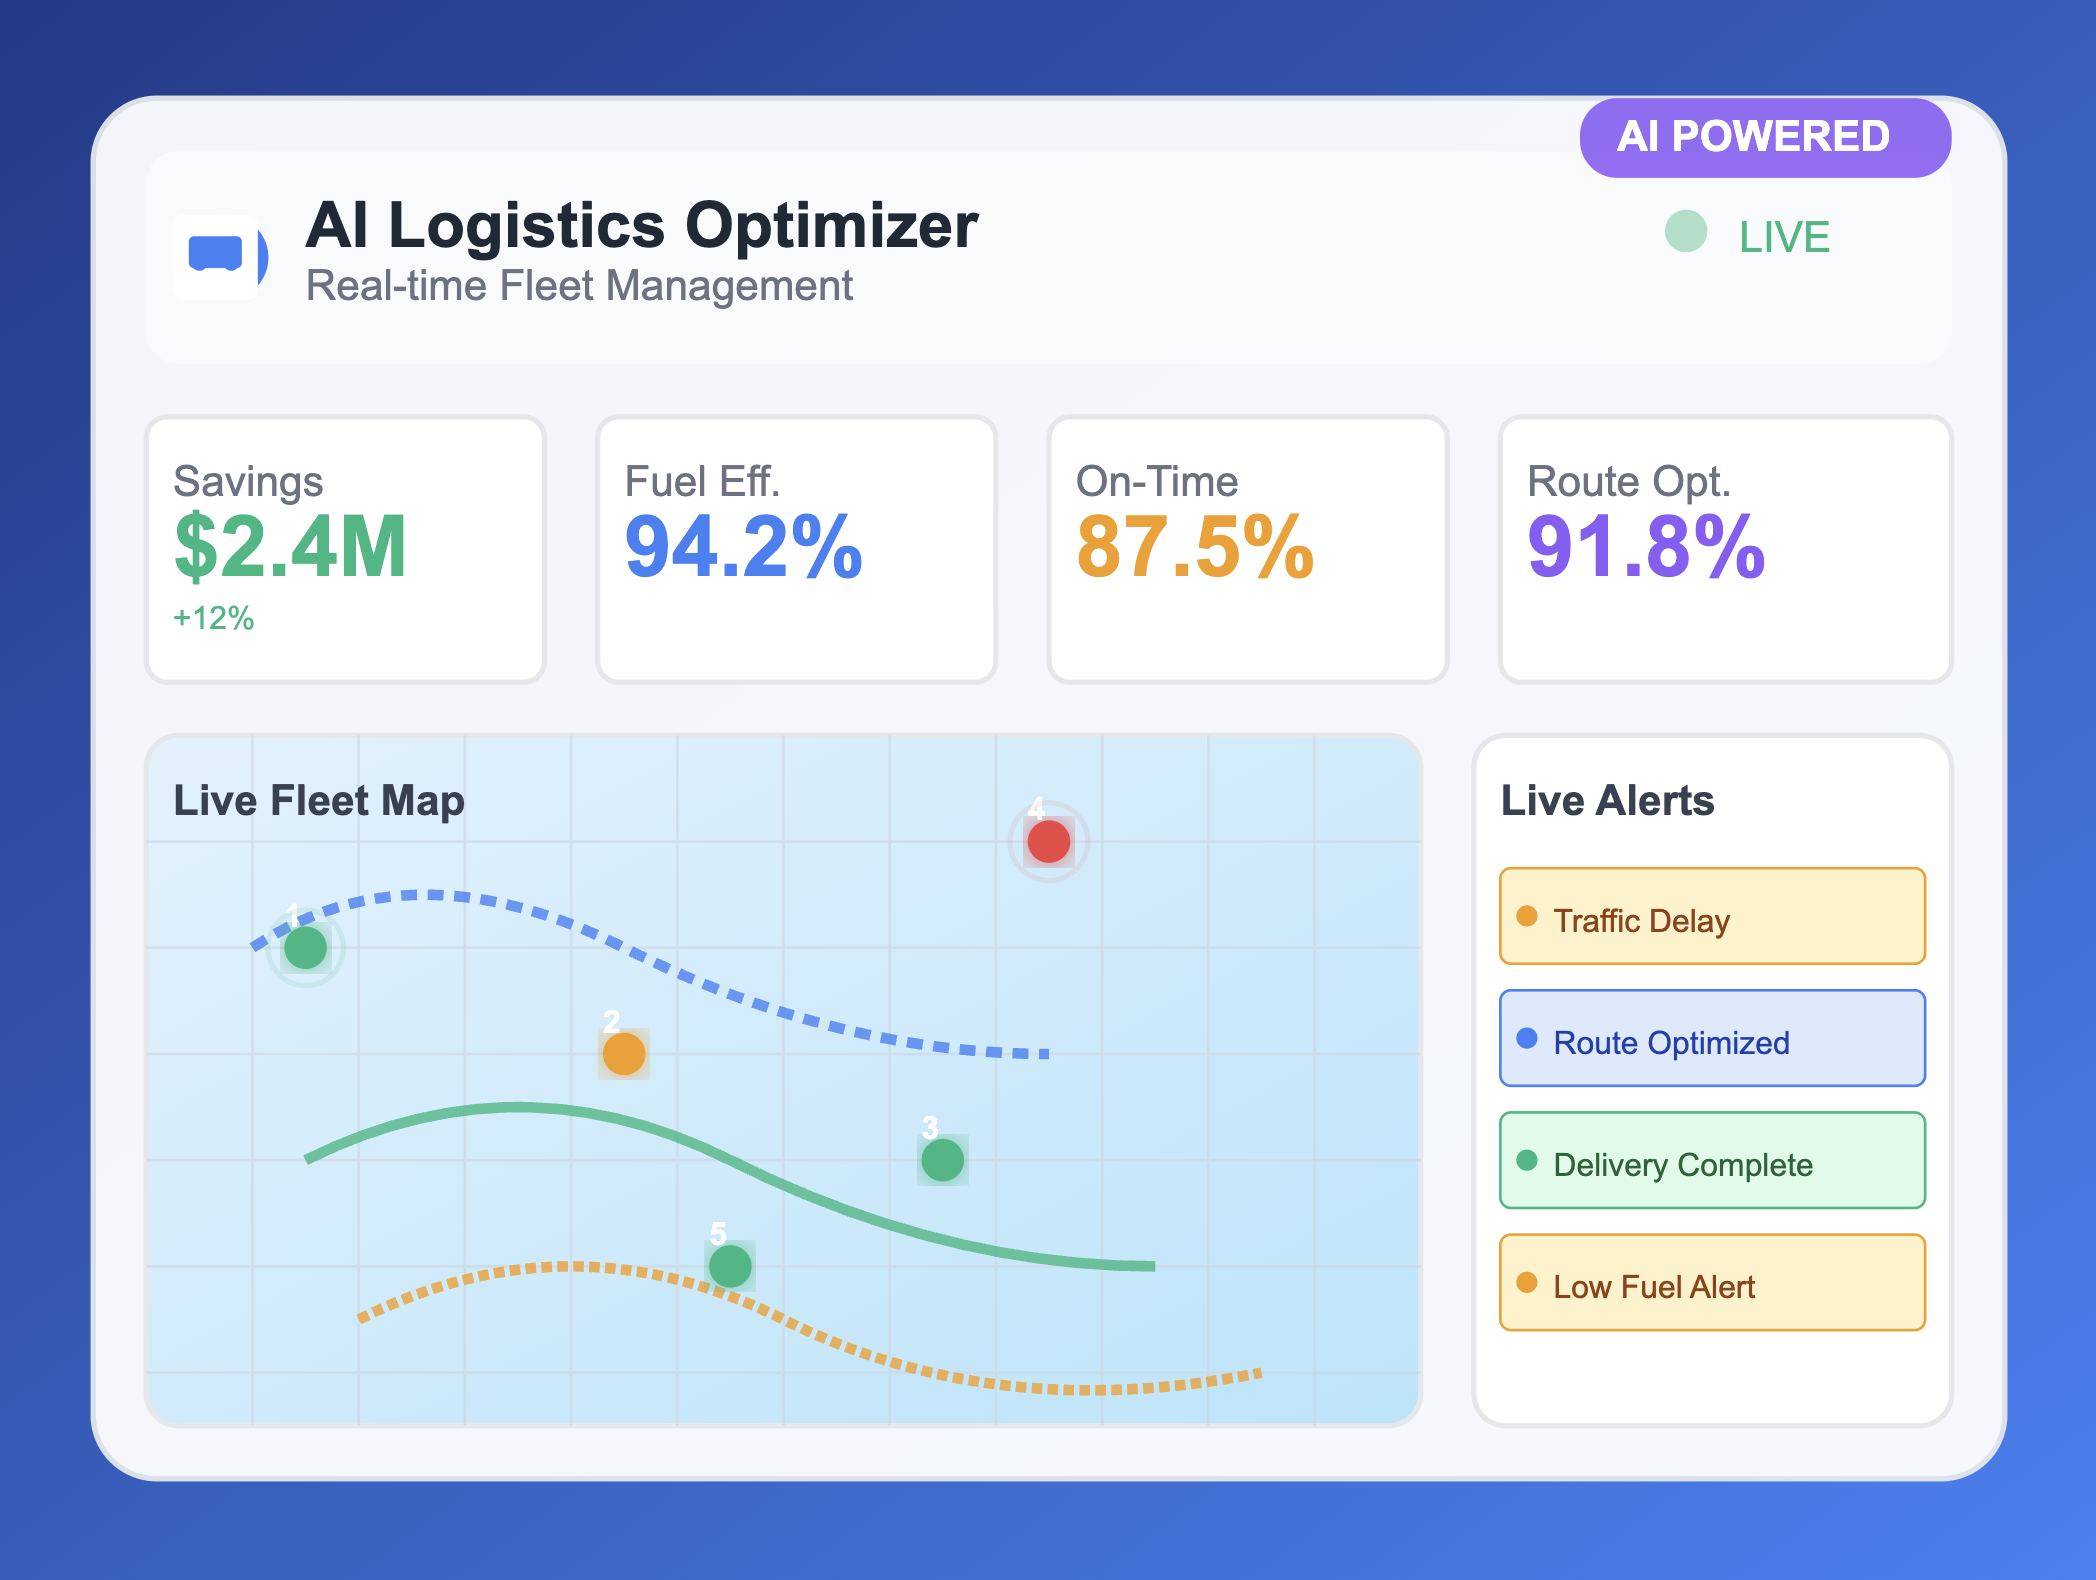 AI POWERED
AI Logistics Optimizer
LIVE
Real-time Fleet Management
Savings
$2.4M
+12%
Fuel Eff.
94.2%
On-Time
87.5%
Route Opt.
91.8%
Live Fleet Map
4
1
2
3
5
Live Alerts
Traffic Delay
Route Optimized
Delivery Complete
Low Fuel Alert